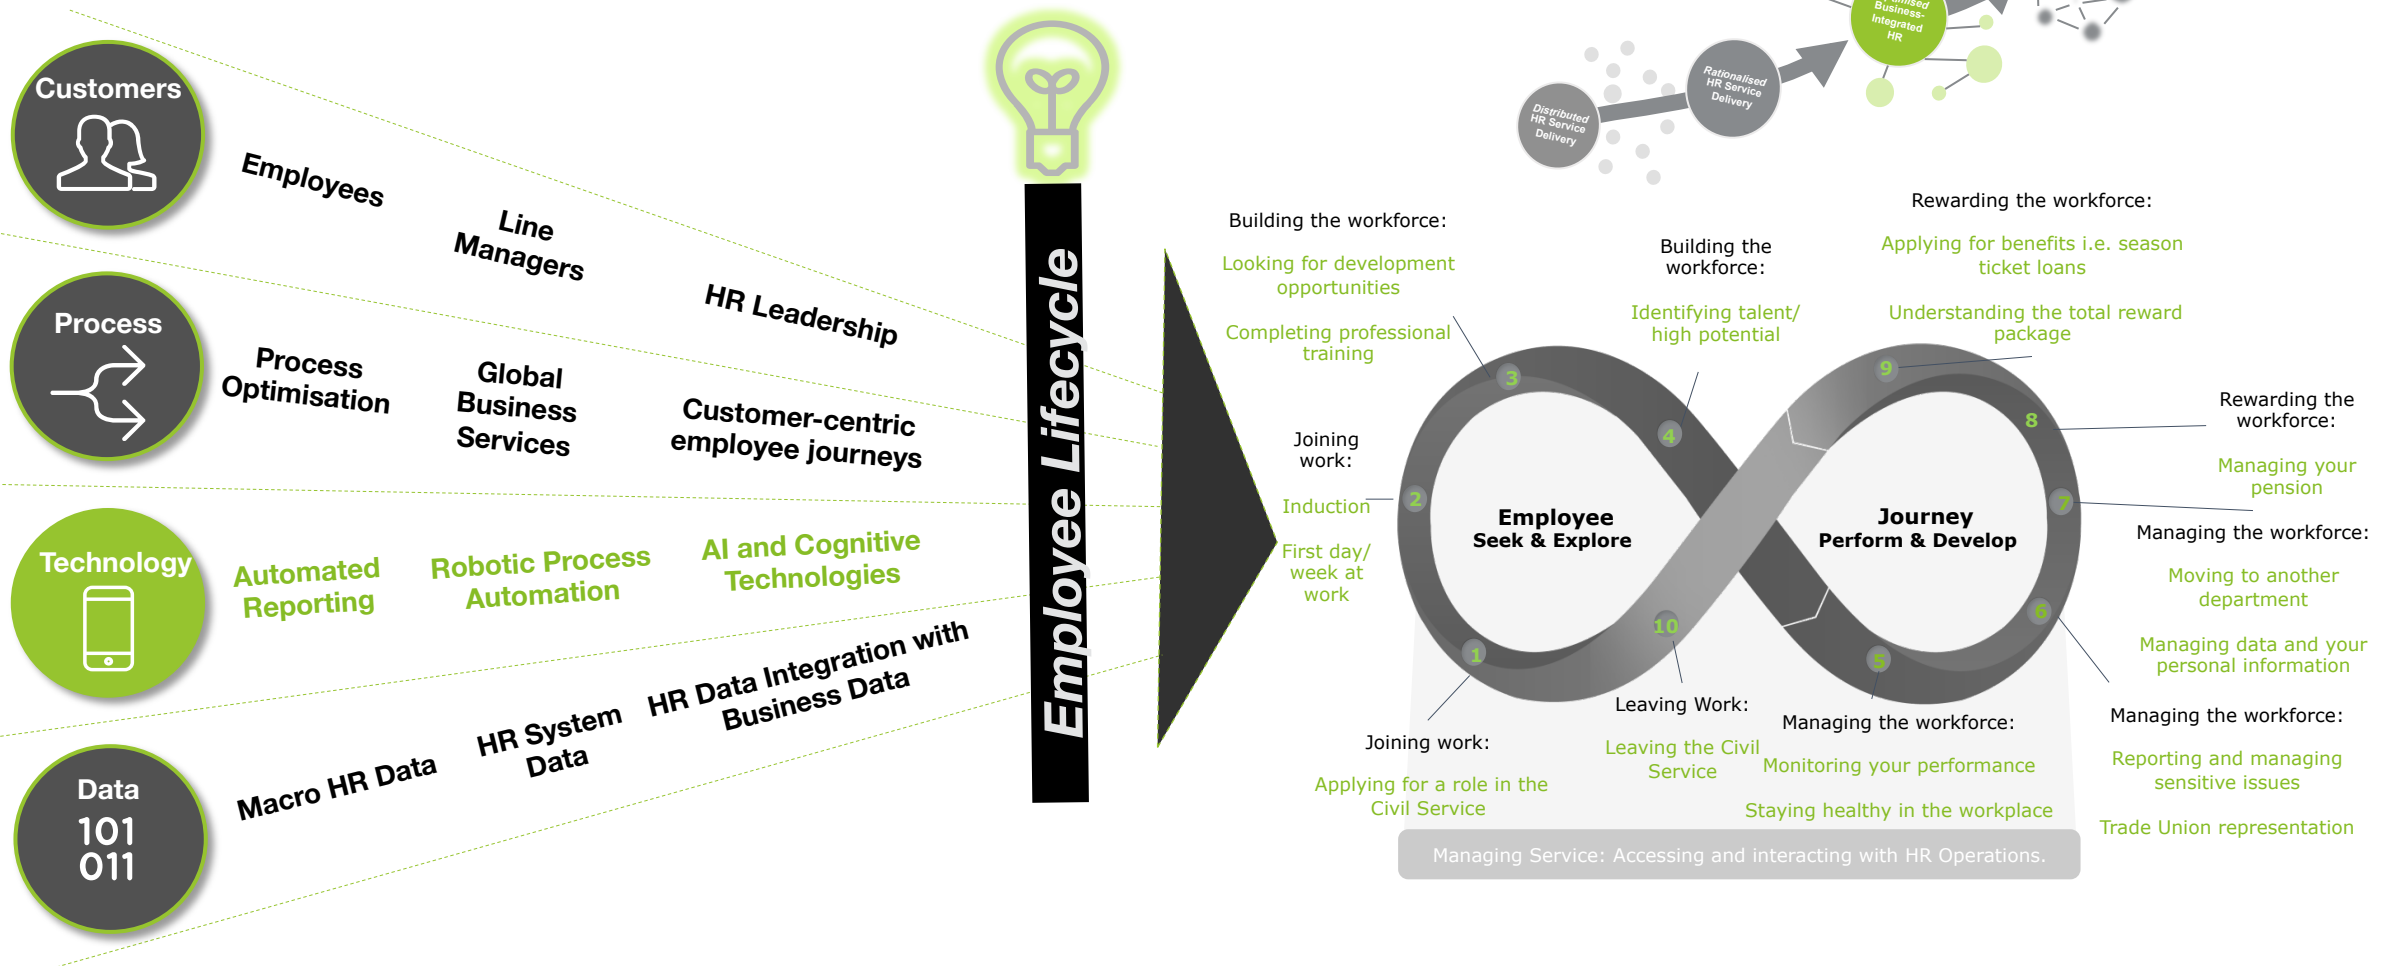 Customers
Employees
Line
Managers
HR Leadership
Process
Process
Optimisation
Global
Business
Services
Customer-centric
employee journeys
Technology
Automated
Reporting
Robotic Process
Automation
AI and Cognitive
Technologies
Data
101
011
Macro HR Data
HR System
Data
HR Data Integration with
Business Data
Employee Lifecycle
Distributed
HR Service
Delivery
Rationalised
HR Service
Delivery
Business-
Integrated
HR
Building the workforce:
Looking for development
opportunities
Completing professional
training
Building the
workforce:
Identifying talent/
high potential
Rewarding the workforce:
Applying for benefits i.e. season
ticket loans
Understanding the total reward
package
Rewarding the
workforce:
Managing your
pension
Joining
work:
Induction
First day/
week at
work
3
4
9
8
2
7
1
10
5
6
Employee
Seek & Explore
Journey
Perform & Develop
Managing the workforce:
Moving to another
department
Managing data and your
personal information
Joining work:
Applying for a role in the
Civil Service
Leaving Work:
Leaving the Civil
Service
Managing the workforce:
Monitoring your performance
Staying healthy in the workplace
Managing the workforce:
Reporting and managing
sensitive issues
Trade Union representation
Managing Service: Accessing and interacting with HR Operations.